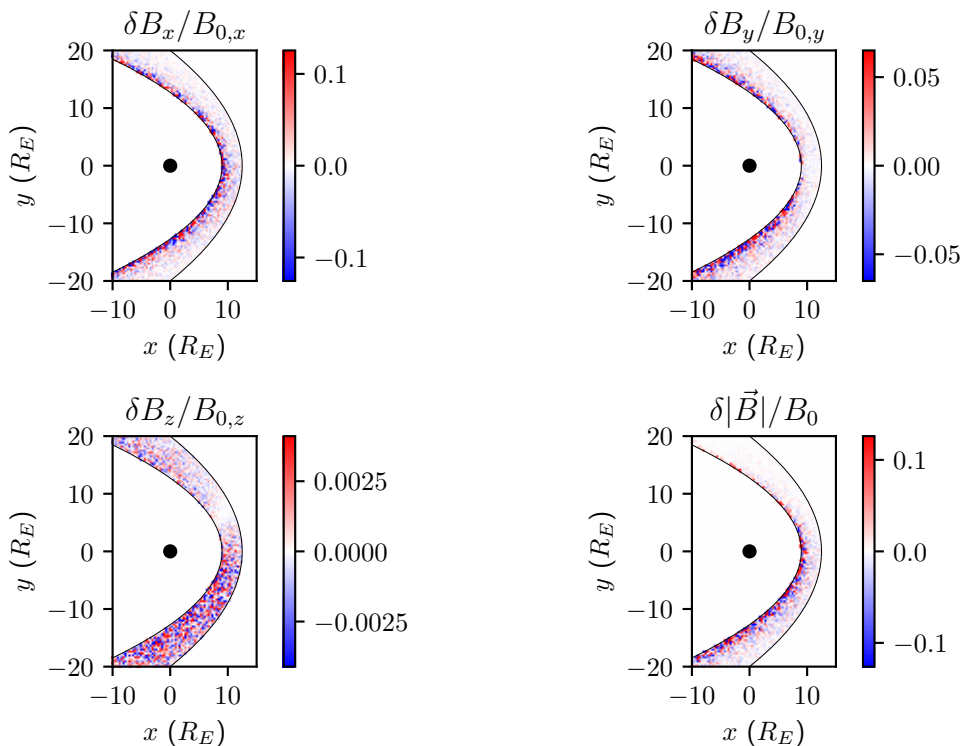 δB_x/B_{0,x}
20
10
0
−10
−20
y (R_E)
−10 0 10
x (R_E)
0.1
0.0
−0.1
δB_y/B_{0,y}
20
10
0
−10
−20
y (R_E)
−10 0 10
x (R_E)
0.05
0.00
−0.05
δB_z/B_{0,z}
20
10
0
−10
−20
y (R_E)
−10 0 10
x (R_E)
0.0025
0.0000
−0.0025
δ|\vec{B}|/B_0
20
10
0
−10
−20
y (R_E)
−10 0 10
x (R_E)
0.1
0.0
−0.1